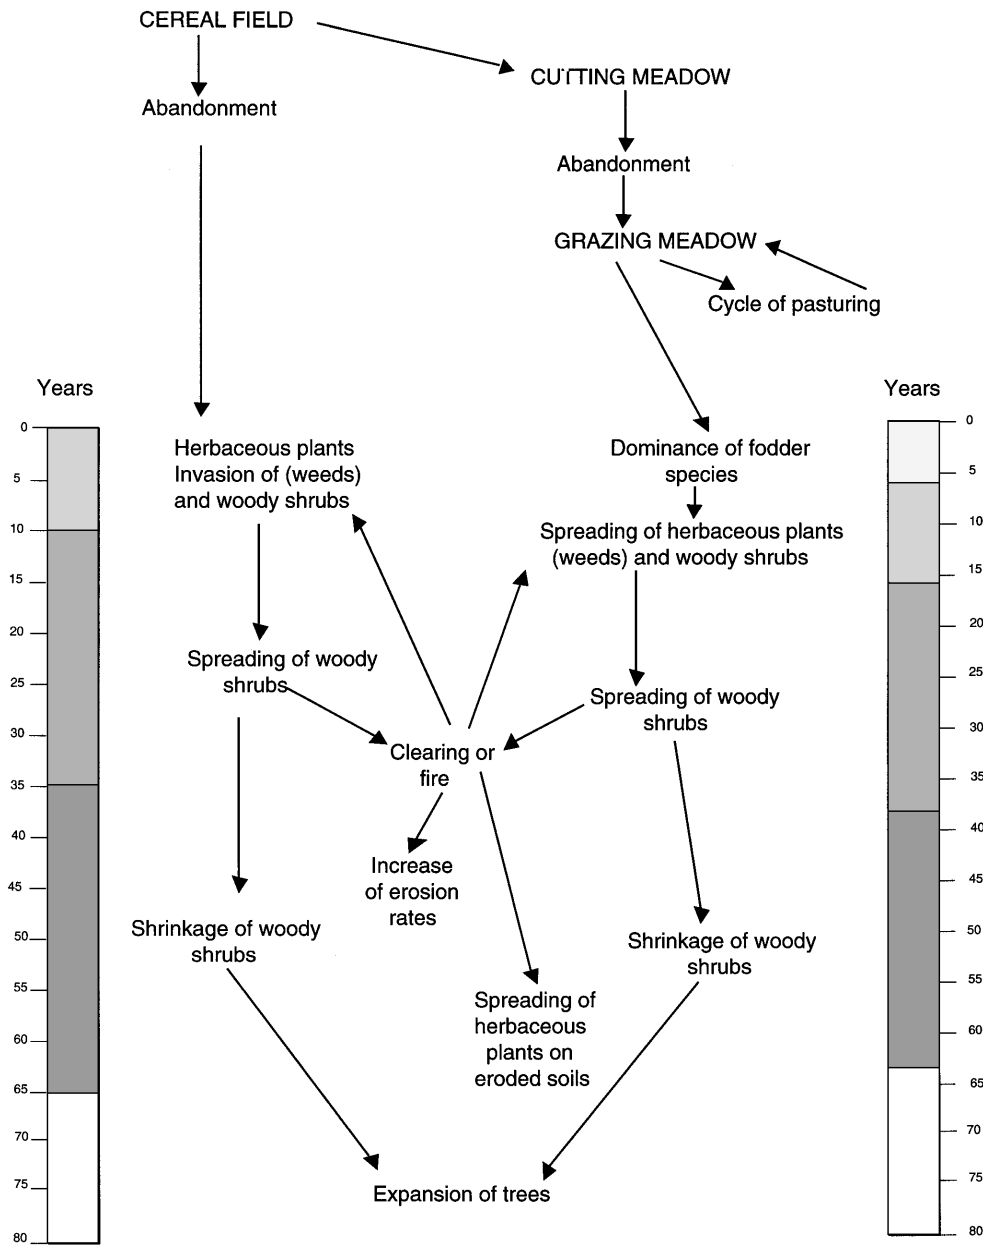 CEREAL FIELD
CUTTING MEADOW
Abandonment
Abandonment
GRAZING MEADOW
Cycle of pasturing
Years
Years
0
5
10
15
20
25
30
35
40
45
50
55
60
65
70
75
80
Herbaceous plants
Invasion of (weeds)
and woody shrubs
Spreading of woody
shrubs
Shrinkage of woody
shrubs
Clearing or
fire
Increase
of erosion
rates
Spreading of
herbaceous
plants on
eroded soils
Dominance of fodder
species
Spreading of herbaceous plants
(weeds) and woody shrubs
Spreading of woody
shrubs
Shrinkage of woody
shrubs
Expansion of trees
0
5
10
15
20
25
30
35
40
45
50
55
60
65
70
75
80